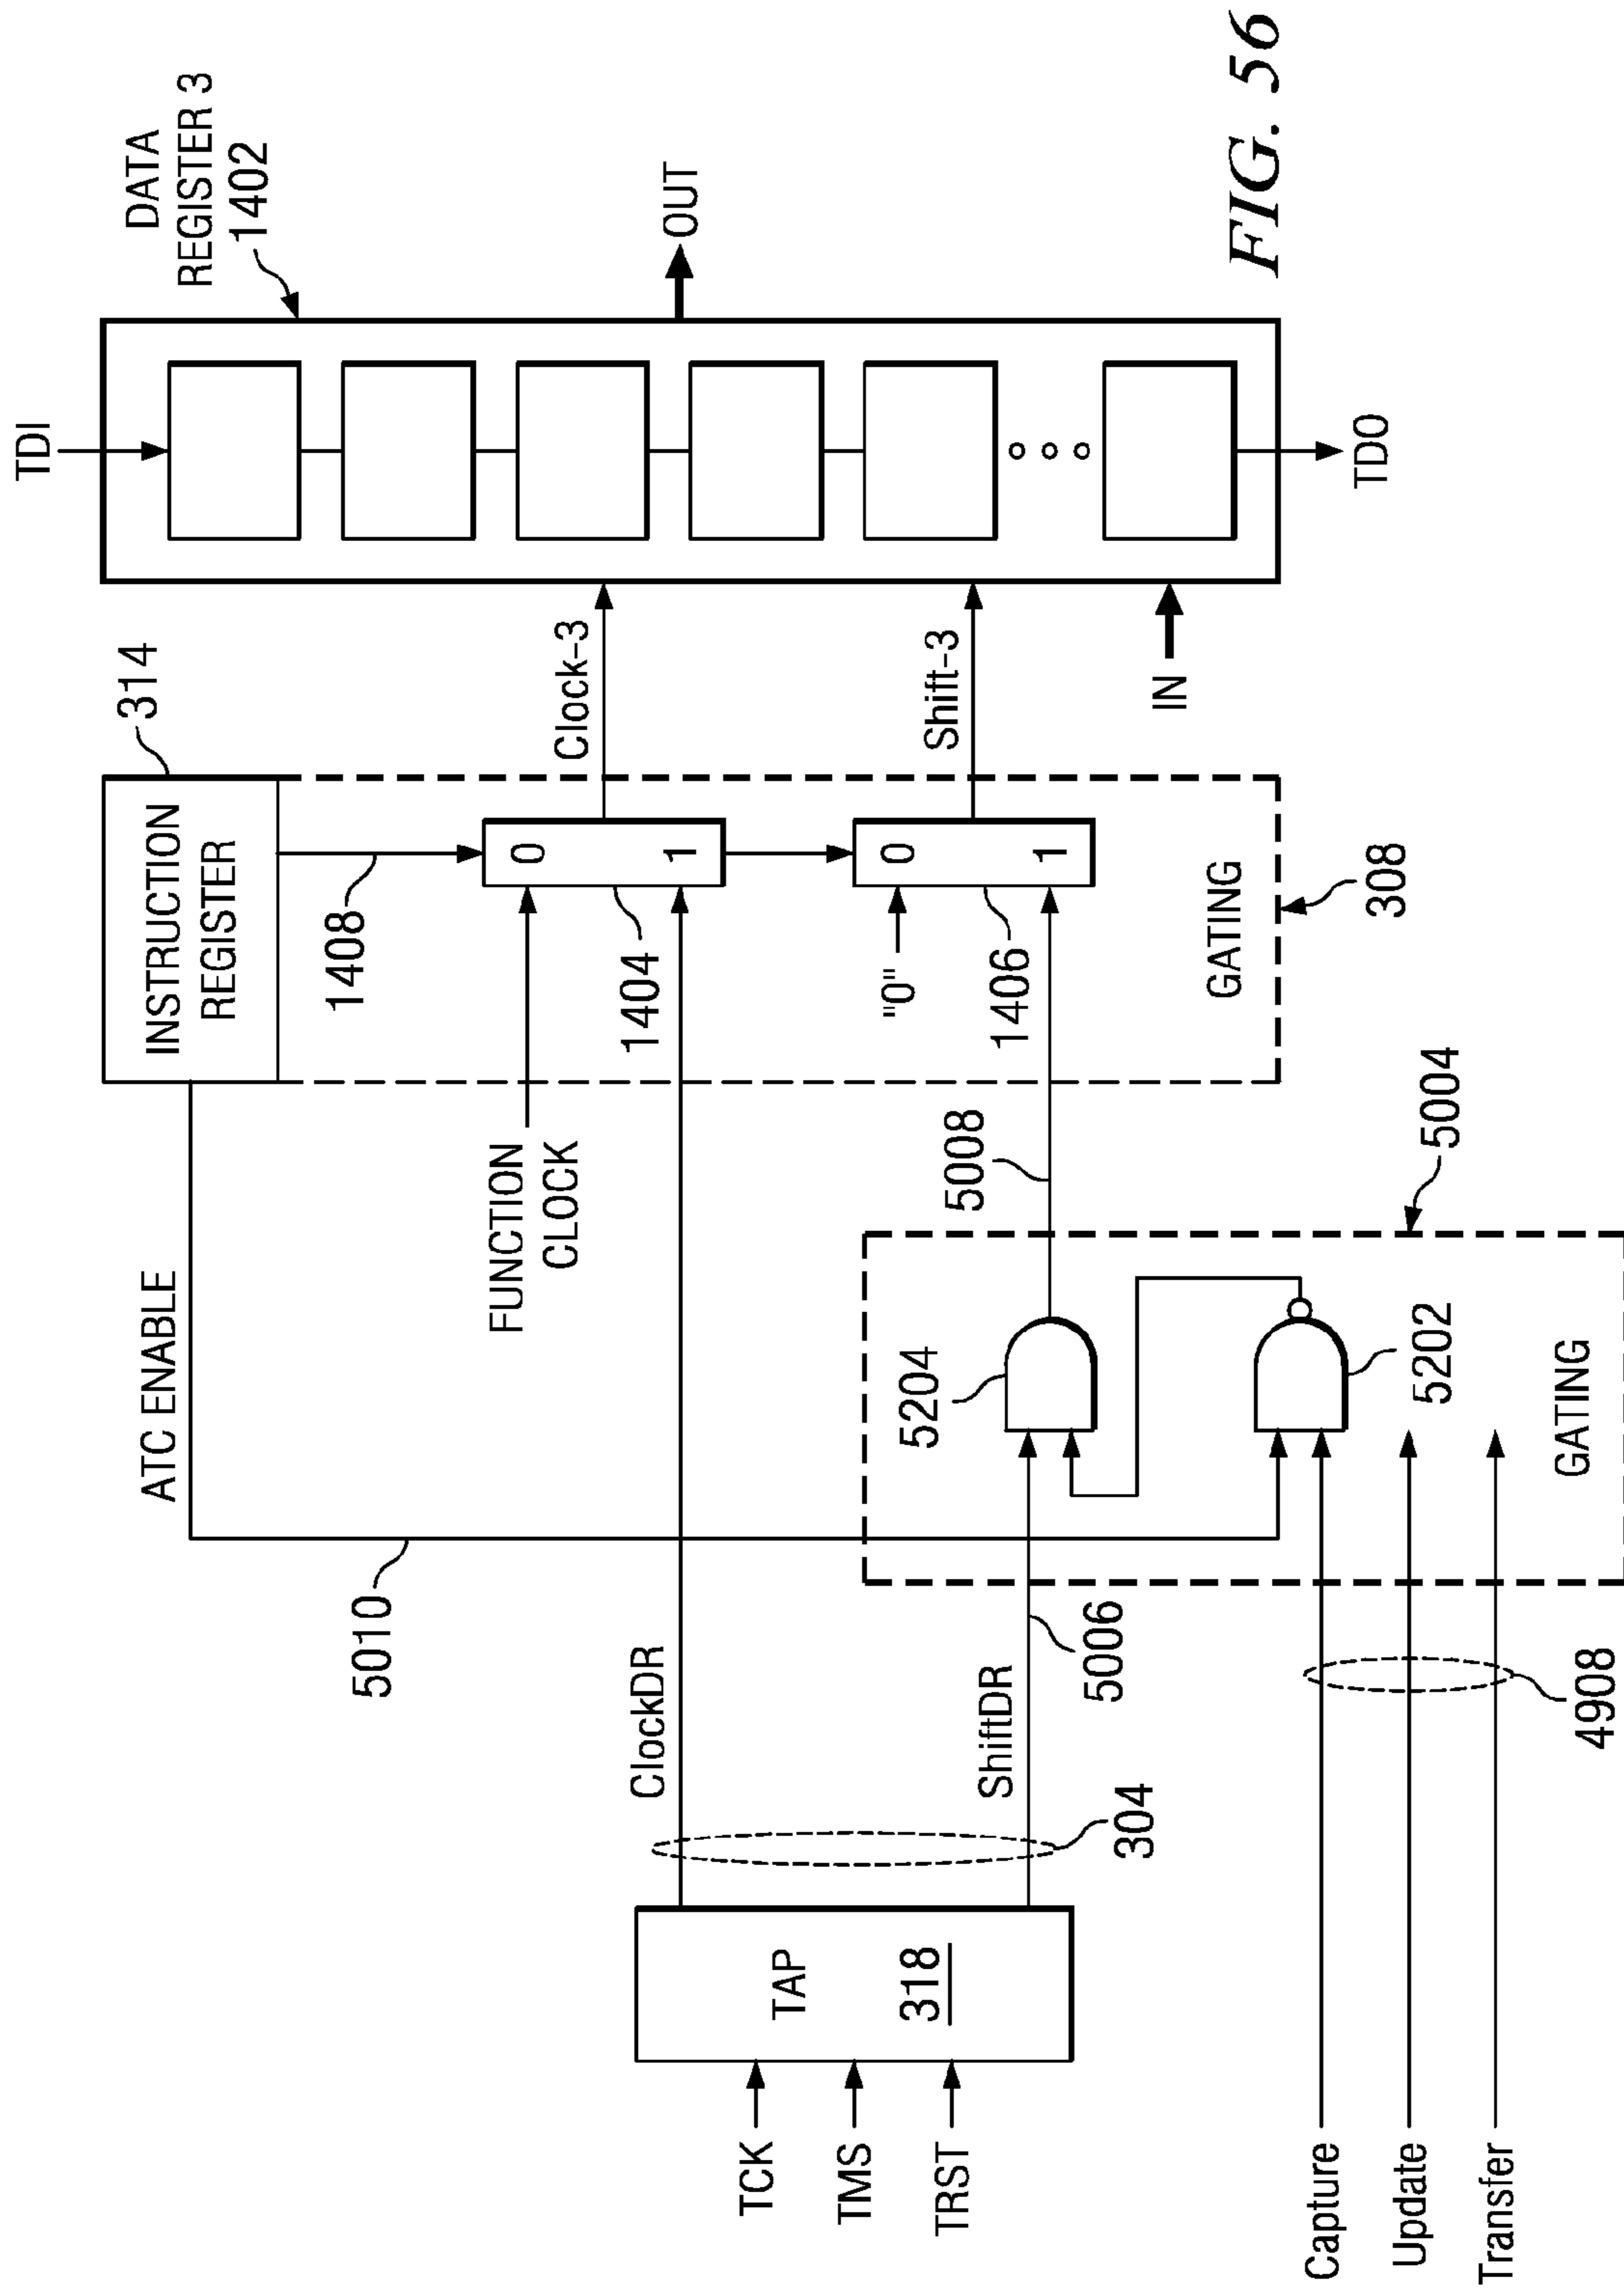 TDI
DATA
REGISTER 3
1402
OUT
TDO
IN
314
INSTRUCTION
REGISTER
1408
0
1
1404
Clock-3
"0"
0
1
1406
Shift-3
GATING
308
ATC ENABLE
5010
FUNCTION
CLOCK
5008
5004
5204
5202
GATING
ClockDR
ShiftDR
5006
304
4908
TAP
318
TCK
TMS
TRST
Capture
Update
Transfer
FIG. 56